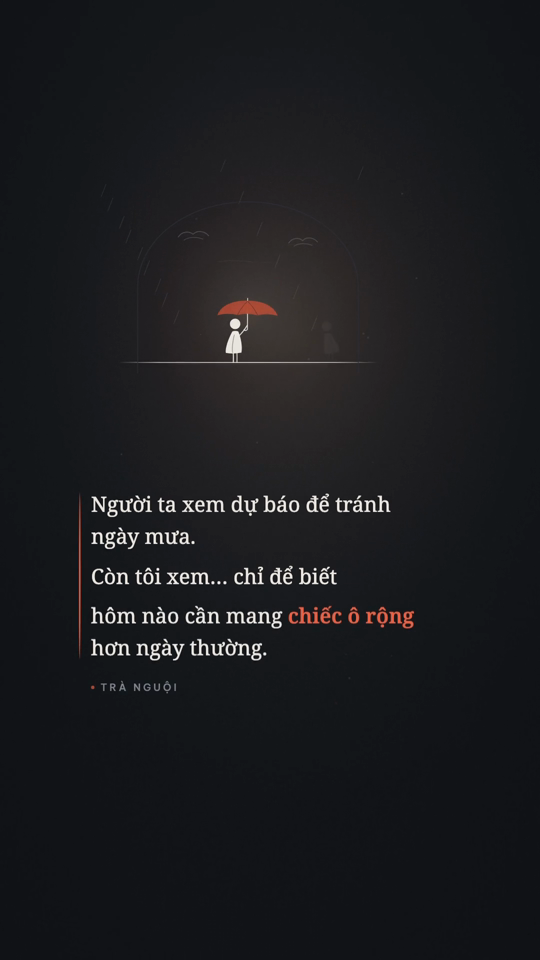 Người ta xem dự báo để tránh
ngày mưa.
Còn tôi xem... chỉ để biết
hôm nào cần mang chiếc ô rộng
hơn ngày thường.
TRÀ NGUỘI